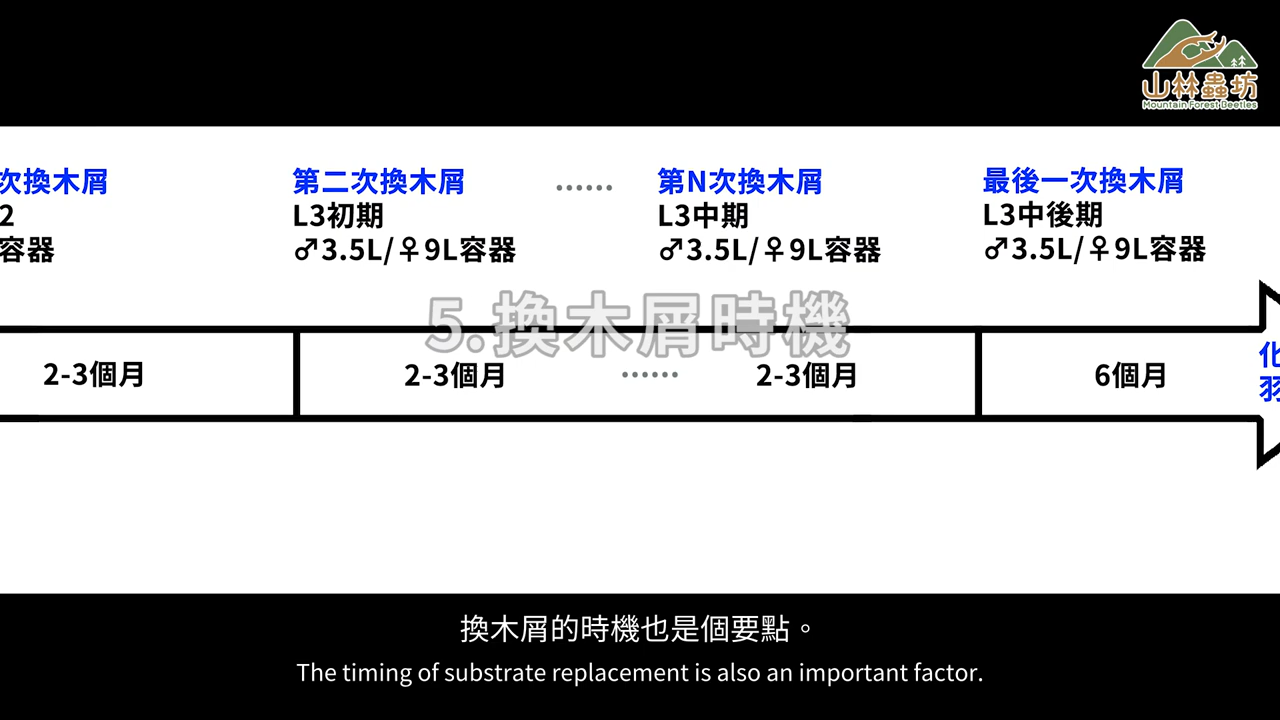 山林蟲坊
Mountain Forest Beetles
次換木屑
2
容器
第二次換木屑
L3初期
♂3.5L/♀9L容器
……
第N次換木屑
L3中期
♂3.5L/♀9L容器
最後一次換木屑
L3中後期
♂3.5L/♀9L容器
5.換木屑時機
2-3個月
2-3個月
……
2-3個月
6個月
化
羽
換木屑的時機也是個要點。
The timing of substrate replacement is also an important factor.